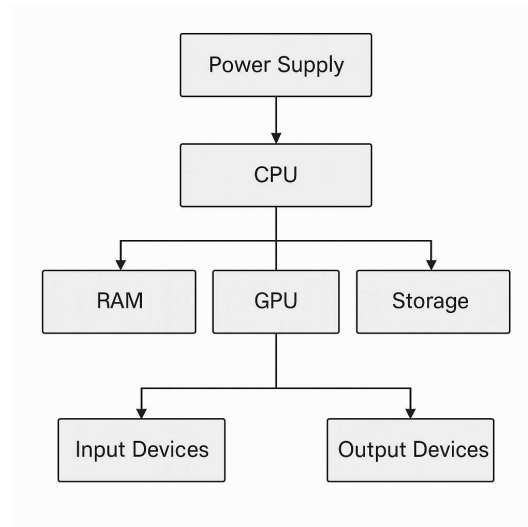 Power Supply
CPU
RAM
GPU
Storage
Input Devices
Output Devices